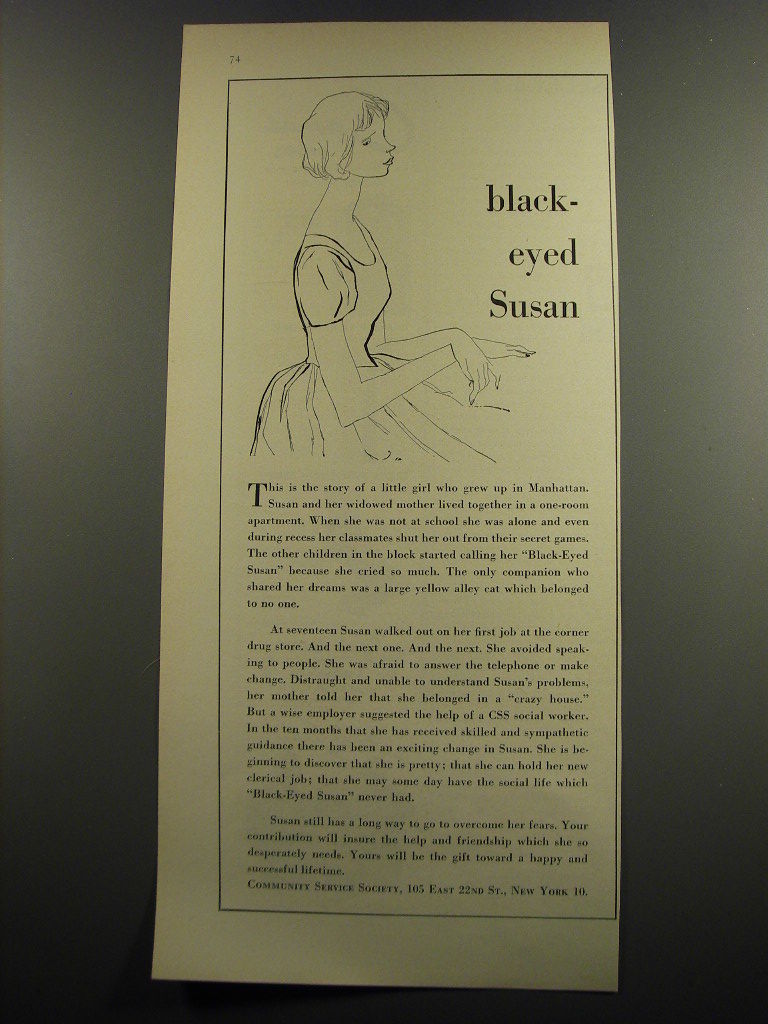 74
black-
eyed
Susan
This is the story of a little girl who grew up in Manhattan.
Susan and her widowed mother lived together in a one-room
apartment. When she was not at school she was alone and even
during recess her classmates shut her out from their secret games.
The other children in the block started calling her “Black-Eyed
Susan” because she cried so much. The only companion who
shared her dreams was a large yellow alley cat which belonged
to no one.
At seventeen Susan walked out on her first job at the corner
drug store. And the next one. And the next. She avoided speak-
ing to people. She was afraid to answer the telephone or make
change. Distraught and unable to understand Susan's problems,
her mother told her that she belonged in a “crazy house.”
But a wise employer suggested the help of a CSS social worker.
In the ten months that she has received skilled and sympathetic
guidance there has been an exciting change in Susan. She is be-
ginning to discover that she is pretty; that she can hold her new
clerical job; that she may some day have the social life which
“Black-Eyed Susan” never had.
Susan still has a long way to go to overcome her fears. Your
contribution will insure the help and friendship which she so
desperately needs. Yours will be the gift toward a happy and
successful lifetime.
COMMUNITY SERVICE SOCIETY, 105 EAST 22ND ST., NEW YORK 10.